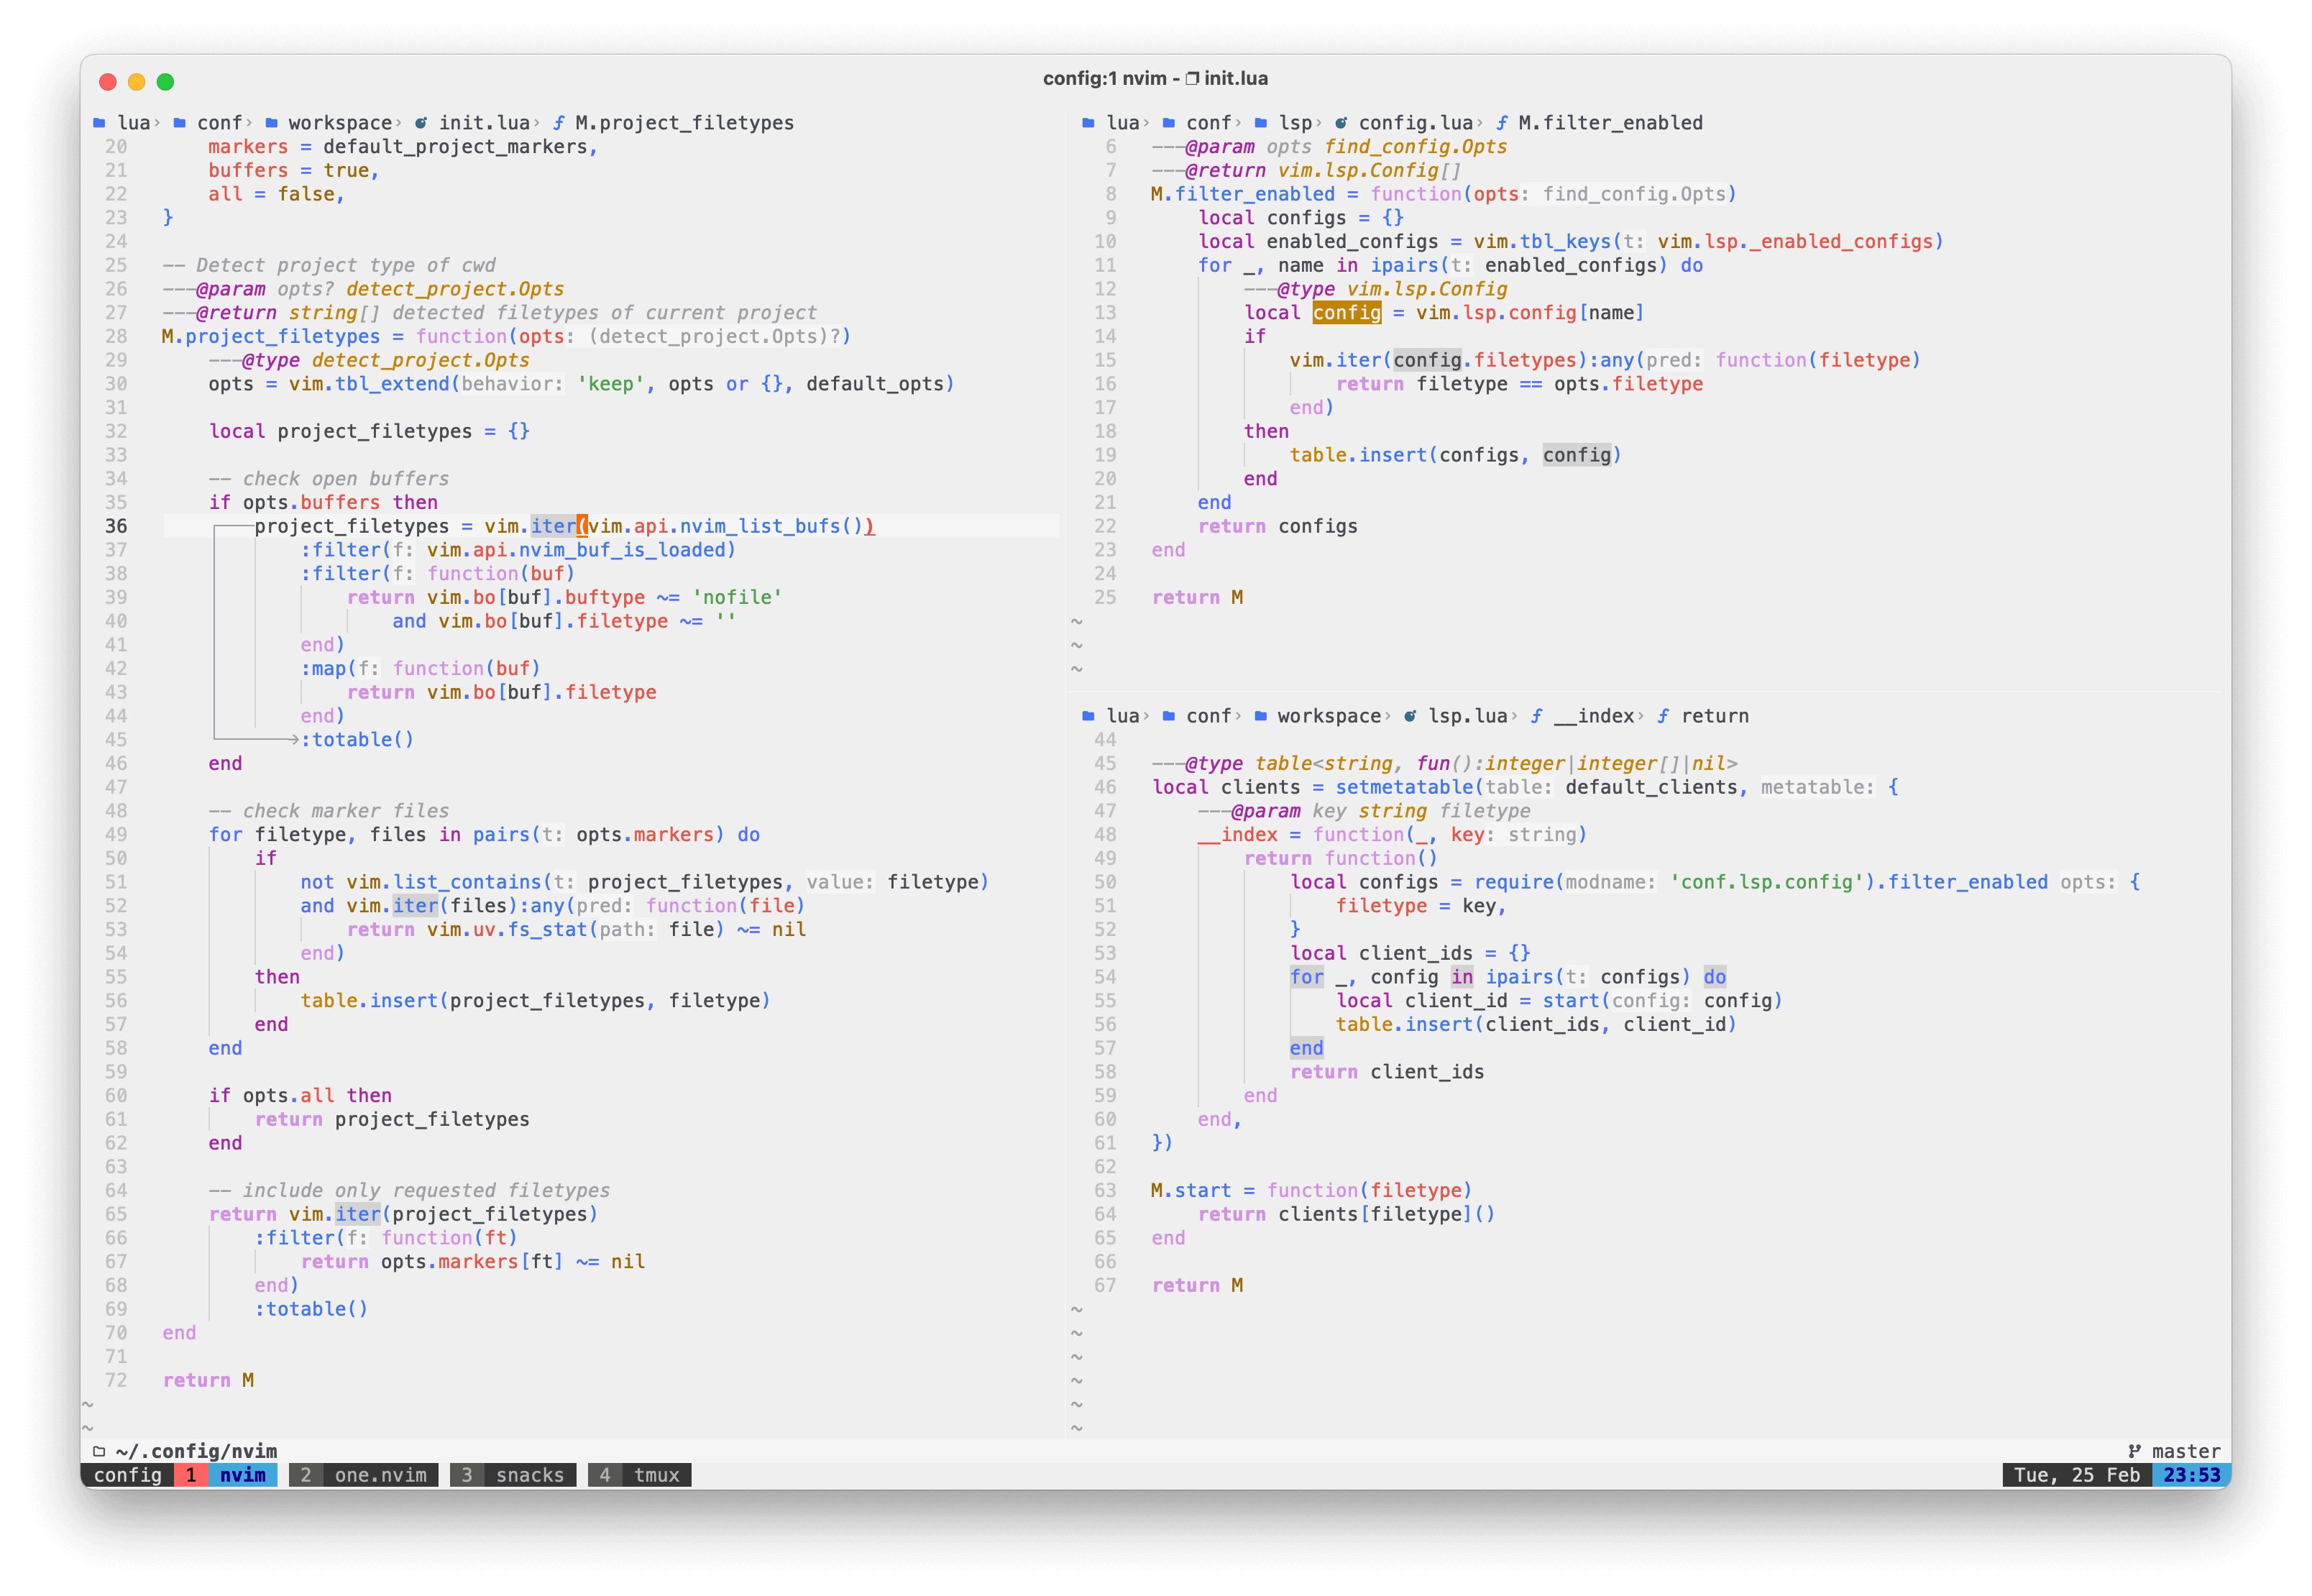 config:1 nvim - init.lua
lua› conf› workspace› init.lua› M.project_filetypes
20 markers = default_project_markers,
21 buffers = true,
22 all = false,
23 }
24
25 -- Detect project type of cwd
26 ---@param opts? detect_project.Opts
27 ---@return string[] detected filetypes of current project
28 M.project_filetypes = function(opts: (detect_project.Opts)?)
29 ---@type detect_project.Opts
30 opts = vim.tbl_extend(behavior: 'keep', opts or {}, default_opts)
31
32 local project_filetypes = {}
33
34 -- check open buffers
35 if opts.buffers then
36 project_filetypes = vim.iter(vim.api.nvim_list_bufs())
37 :filter(f: vim.api.nvim_buf_is_loaded)
38 :filter(f: function(buf)
39 return vim.bo[buf].buftype ~= 'nofile'
40 and vim.bo[buf].filetype ~= ''
41 end)
42 :map(f: function(buf)
43 return vim.bo[buf].filetype
44 end)
45 :totable()
46 end
47
48 -- check marker files
49 for filetype, files in pairs(t: opts.markers) do
50 if
51 not vim.list_contains(t: project_filetypes, value: filetype)
52 and vim.iter(files):any(pred: function(file)
53 return vim.uv.fs_stat(path: file) ~= nil
54 end)
55 then
56 table.insert(project_filetypes, filetype)
57 end
58 end
59
60 if opts.all then
61 return project_filetypes
62 end
63
64 -- include only requested filetypes
65 return vim.iter(project_filetypes)
66 :filter(f: function(ft)
67 return opts.markers[ft] ~= nil
68 end)
69 :totable()
70 end
71
72 return M
~
~
lua› conf› lsp› config.lua› M.filter_enabled
6 ---@param opts find_config.Opts
7 ---@return vim.lsp.Config[]
8 M.filter_enabled = function(opts: find_config.Opts)
9 local configs = {}
10 local enabled_configs = vim.tbl_keys(t: vim.lsp._enabled_configs)
11 for _, name in ipairs(t: enabled_configs) do
12 ---@type vim.lsp.Config
13 local config = vim.lsp.config[name]
14 if
15 vim.iter(config.filetypes):any(pred: function(filetype)
16 return filetype == opts.filetype
17 end)
18 then
19 table.insert(configs, config)
20 end
21 end
22 return configs
23 end
24
25 return M
~
~
~
lua› conf› workspace› lsp.lua› __index› return
44
45 ---@type table<string, fun():integer|integer[]|nil>
46 local clients = setmetatable(table: default_clients, metatable: {
47 ---@param key string filetype
48 __index = function(_, key: string)
49 return function()
50 local configs = require(modname: 'conf.lsp.config').filter_enabled opts: {
51 filetype = key,
52 }
53 local client_ids = {}
54 for _, config in ipairs(t: configs) do
55 local client_id = start(config: config)
56 table.insert(client_ids, client_id)
57 end
58 return client_ids
59 end
60 end,
61 })
62
63 M.start = function(filetype)
64 return clients[filetype]()
65 end
66
67 return M
~
~
~
~
~
~
~/.config/nvim master
config 1 nvim 2 one.nvim 3 snacks 4 tmux Tue, 25 Feb 23:53